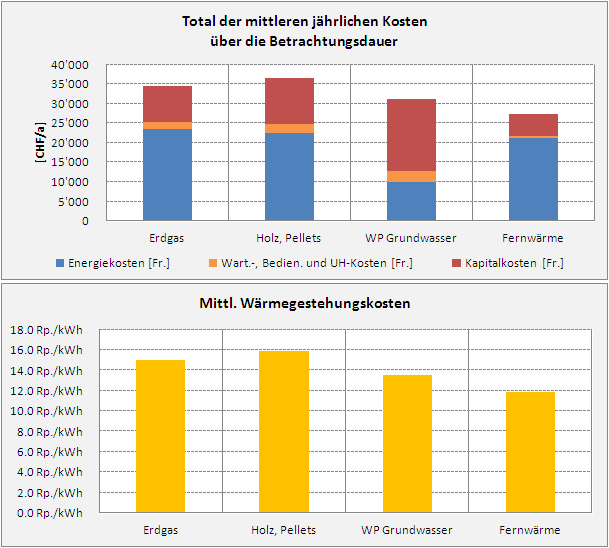 Total der mittleren jährlichen Kosten
über die Betrachtungsdauer
[CHF/a]
40'000
35'000
30'000
25'000
20'000
15'000
10'000
5'000
0
Erdgas Holz, Pellets WP Grundwasser Fernwärme
Energiekosten [Fr.] Wart.-, Bedien. und UH-Kosten [Fr.] Kapitalkosten [Fr.]
Mittl. Wärmegestehungskosten
18.0 Rp./kWh
16.0 Rp./kWh
14.0 Rp./kWh
12.0 Rp./kWh
10.0 Rp./kWh
8.0 Rp./kWh
6.0 Rp./kWh
4.0 Rp./kWh
2.0 Rp./kWh
0.0 Rp./kWh
Erdgas Holz, Pellets WP Grundwasser Fernwärme